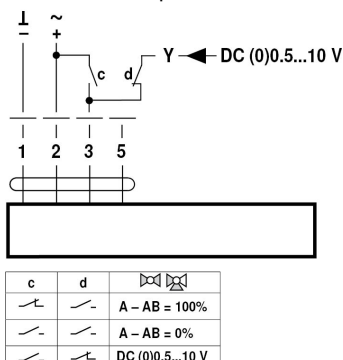 ⊥ ~
– +
c d Y DC (0)0.5...10 V
1 2 3 5
c d
A – AB = 100%
A – AB = 0%
DC (0)0.5...10 V